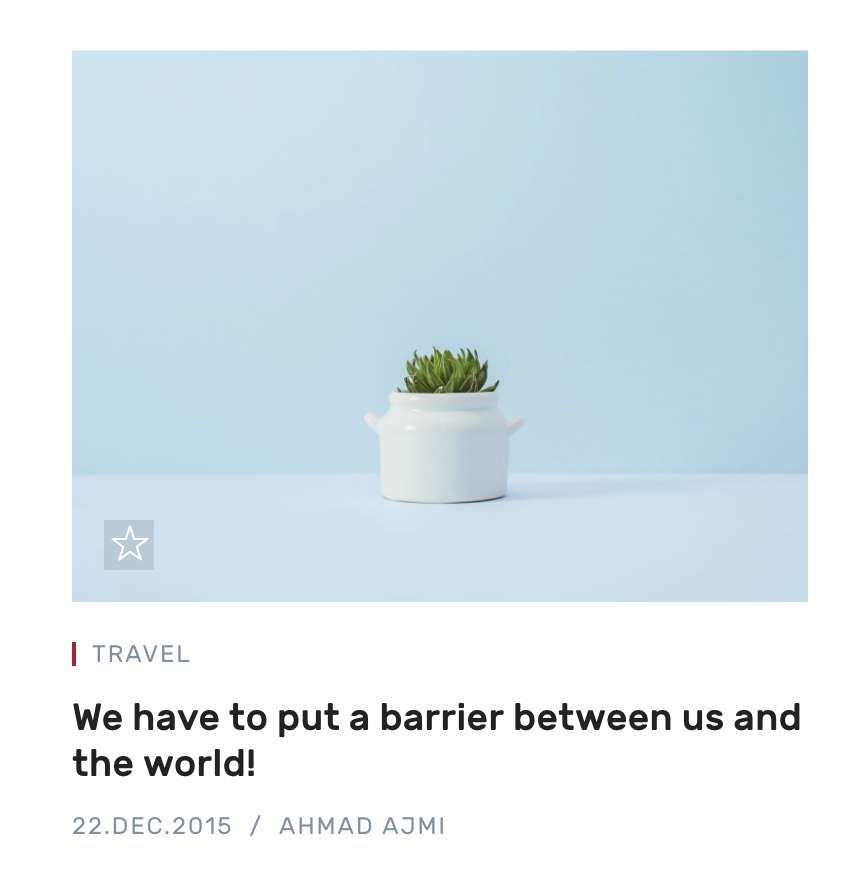 TRAVEL
We have to put a barrier between us and
the world!
22.DEC.2015 / AHMAD AJMI